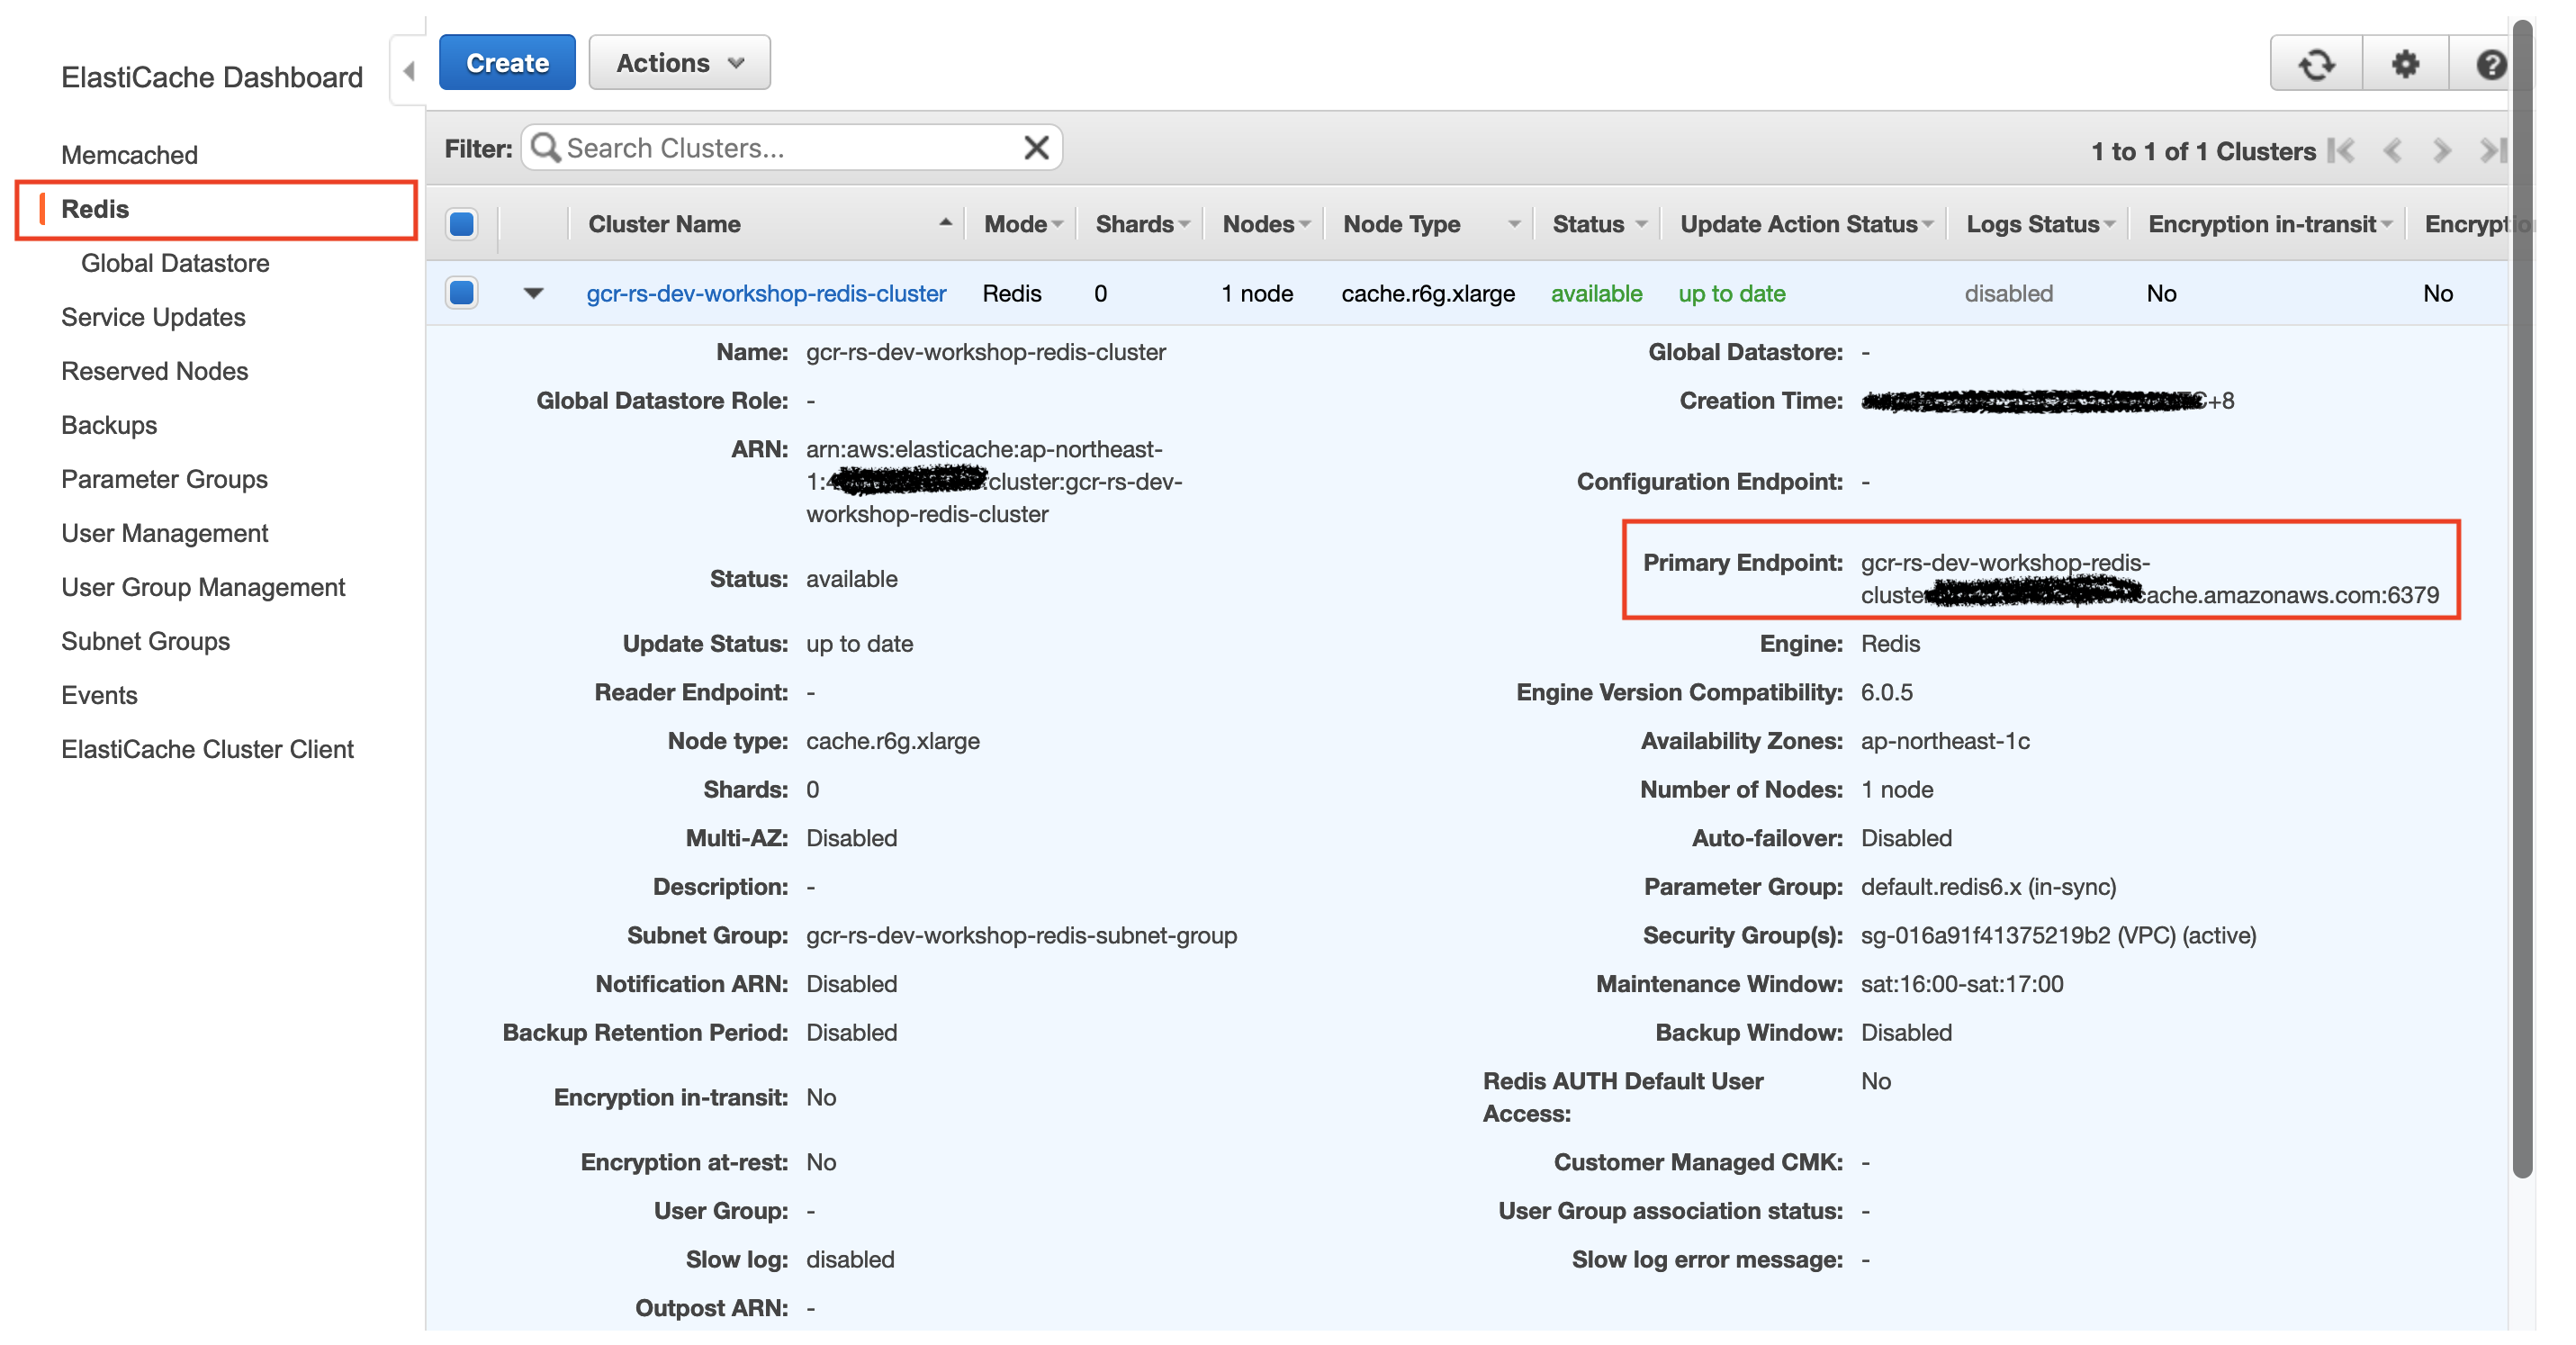 ElastiCache Dashboard
Memcached
Redis
Global Datastore
Service Updates
Reserved Nodes
Backups
Parameter Groups
User Management
User Group Management
Subnet Groups
Events
ElastiCache Cluster Client
Create Actions
Filter: Search Clusters... 1 to 1 of 1 Clusters
Cluster Name Mode Shards Nodes Node Type Status Update Action Status Logs Status Encryption in-transit
gcr-rs-dev-workshop-redis-cluster Redis 0 1 node cache.r6g.xlarge available up to date disabled No No
Name: gcr-rs-dev-workshop-redis-cluster
Global Datastore: -
Global Datastore Role: -
Creation Time: +8
ARN: arn:aws:elasticache:ap-northeast-
1: :cluster:gcr-rs-dev-
workshop-redis-cluster
Configuration Endpoint: -
Primary Endpoint: gcr-rs-dev-workshop-redis-
cluste cache.amazonaws.com:6379
Status: available
Update Status: up to date
Engine: Redis
Reader Endpoint: -
Engine Version Compatibility: 6.0.5
Node type: cache.r6g.xlarge
Availability Zones: ap-northeast-1c
Shards: 0
Number of Nodes: 1 node
Multi-AZ: Disabled
Auto-failover: Disabled
Description: -
Parameter Group: default.redis6.x (in-sync)
Subnet Group: gcr-rs-dev-workshop-redis-subnet-group
Security Group(s): sg-016a91f41375219b2 (VPC) (active)
Notification ARN: Disabled
Maintenance Window: sat:16:00-sat:17:00
Backup Retention Period: Disabled
Backup Window: Disabled
Encryption in-transit: No
Redis AUTH Default User No
Access:
Encryption at-rest: No
Customer Managed CMK: -
User Group: -
User Group association status: -
Slow log: disabled
Slow log error message: -
Outpost ARN: -